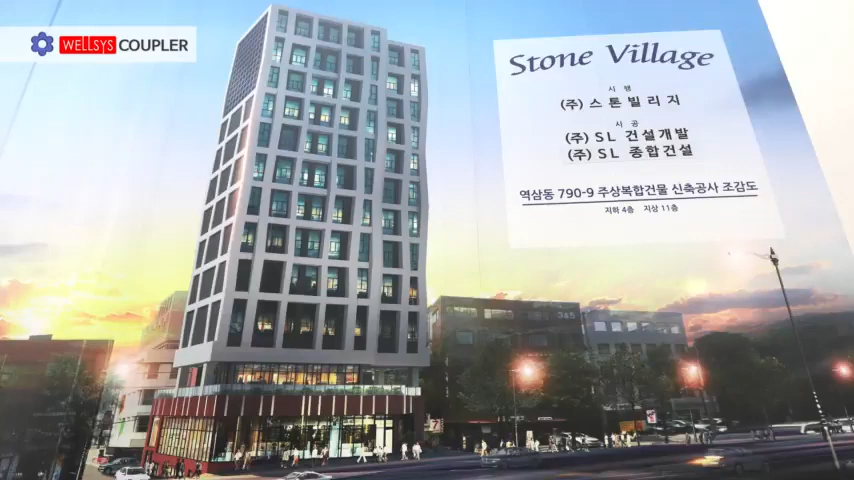 WELLSYS COUPLER
Stone Village
시 행
(주) 스 톤 빌 리 지
시 공
(주) S L 건설개발
(주) S L 종합건설
역삼동 790-9 주상복합건물 신축공사 조감도
지하 4층 지상 11층
345